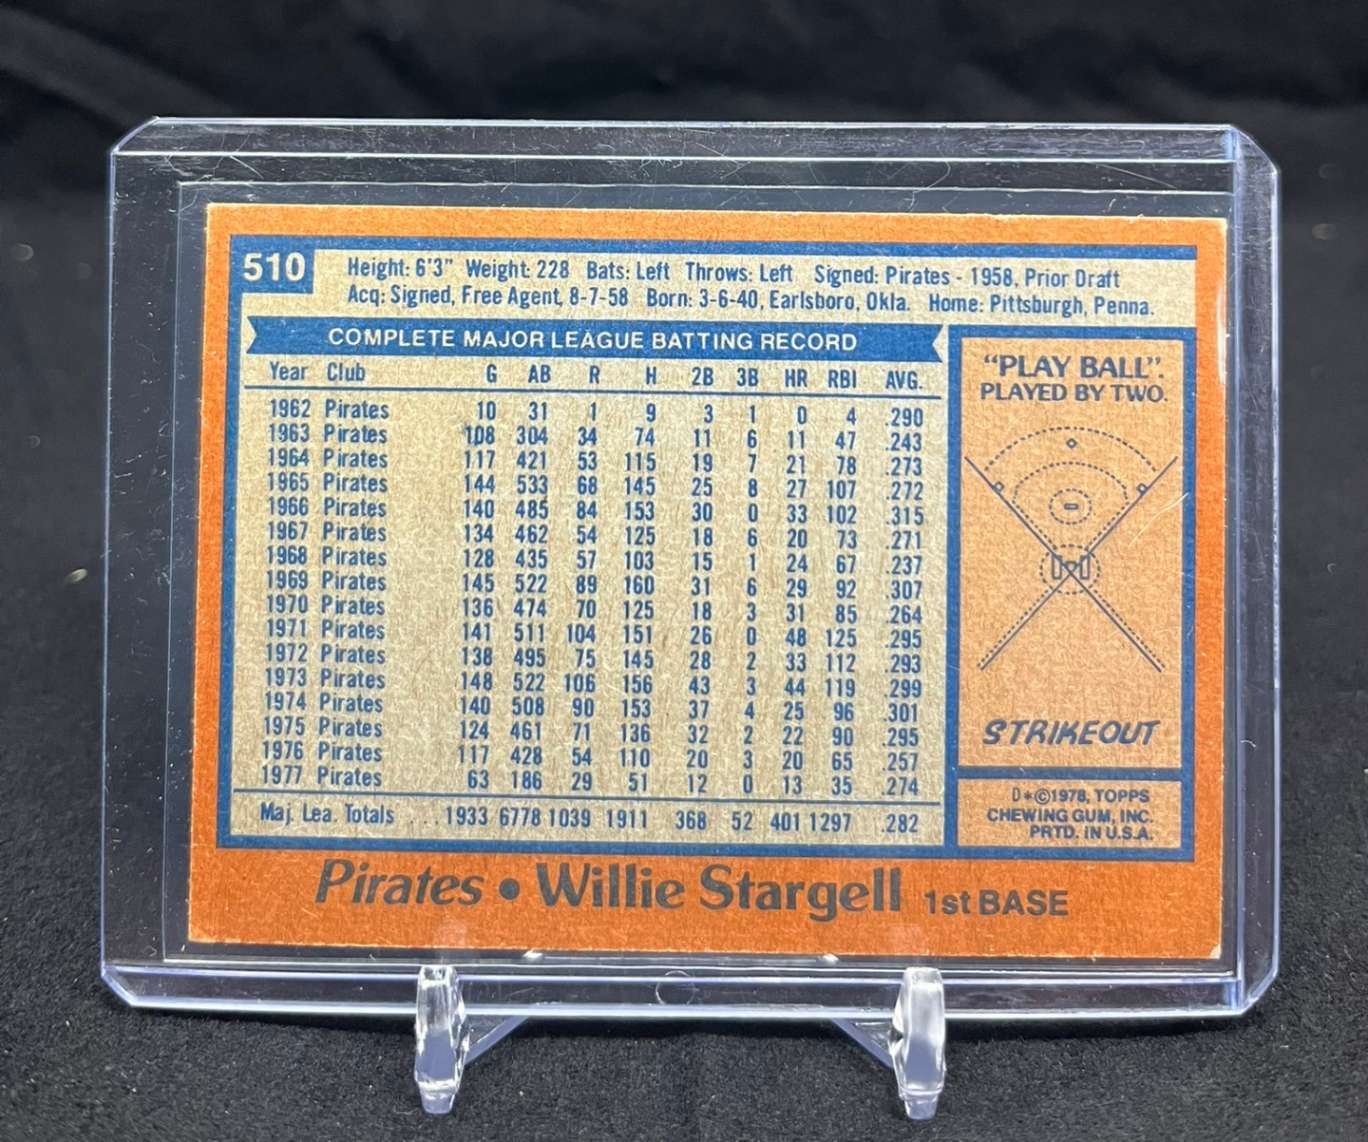 510
Height: 6'3" Weight: 228 Bats: Left Throws: Left Signed: Pirates - 1958, Prior Draft
Acq: Signed, Free Agent, 8-7-58 Born: 3-6-40, Earlsboro, Okla. Home: Pittsburgh, Penna.
COMPLETE MAJOR LEAGUE BATTING RECORD
Year Club G AB R H 2B 3B HR RBI AVG.
1962 Pirates 10 31 1 9 3 1 0 4 .290
1963 Pirates 108 304 34 74 11 6 11 47 .243
1964 Pirates 117 421 53 115 19 7 21 78 .273
1965 Pirates 144 533 68 145 25 8 27 107 .272
1966 Pirates 140 485 84 153 30 0 33 102 .315
1967 Pirates 134 462 54 125 18 6 20 73 .271
1968 Pirates 128 435 57 103 15 1 24 67 .237
1969 Pirates 145 522 89 160 31 6 29 92 .307
1970 Pirates 136 474 70 125 18 3 31 85 .264
1971 Pirates 141 511 104 151 26 0 48 125 .295
1972 Pirates 138 495 75 145 28 2 33 112 .293
1973 Pirates 148 522 106 156 43 3 44 119 .299
1974 Pirates 140 508 90 153 37 4 25 96 .301
1975 Pirates 124 461 71 136 32 2 22 90 .295
1976 Pirates 117 428 54 110 20 3 20 65 .257
1977 Pirates 63 186 29 51 12 0 13 35 .274
Maj. Lea. Totals ... 1933 6778 1039 1911 368 52 401 1297 .282
"PLAY BALL".
PLAYED BY TWO.
STRIKEOUT
D*©1978, TOPPS
CHEWING GUM, INC.
PRTD. IN U.S.A.
Pirates • Willie Stargell 1st BASE